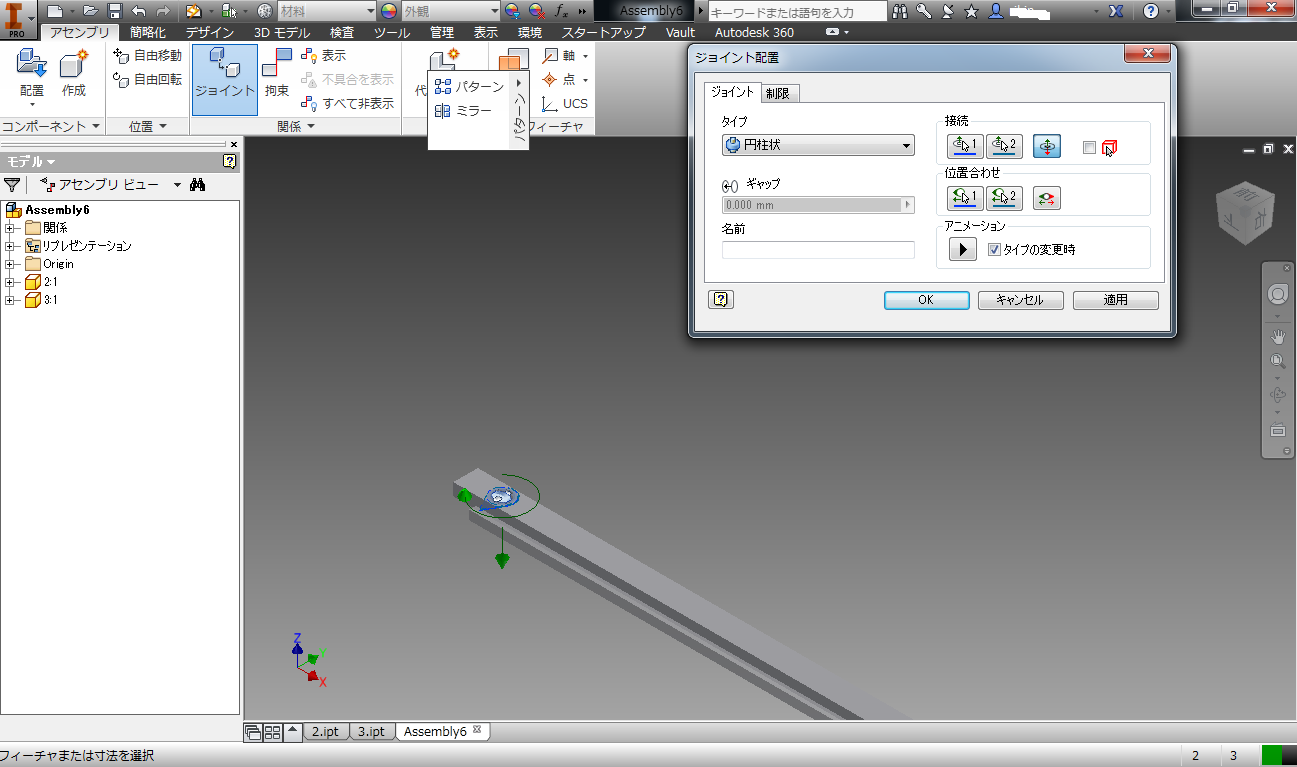 PRO
材料
外観
fx
Assembly6
キーワードまたは語句を入力
アセンブリ 簡略化 デザイン 3D モデル 検査 ツール 管理 表示 環境 スタートアップ Vault Autodesk 360
配置
作成
自由移動
自由回転
ジョイント
拘束
表示
不具合を表示
すべて非表示
代
パターン
ミラー
パターン
軸
点
UCS
コンポーネント
位置
関係
フィーチャ
モデル
アセンブリ ビュー
Assembly6
関係
リプレゼンテーション
Origin
2:1
3:1
ジョイント配置
ジョイント 制限
タイプ
円柱状
ギャップ
0.000 mm
名前
接続
1 2
位置合わせ
1 2
アニメーション
タイプの変更時
OK キャンセル 適用
Z
Y
X
2.ipt 3.ipt Assembly6
フィーチャまたは寸法を選択
2 3